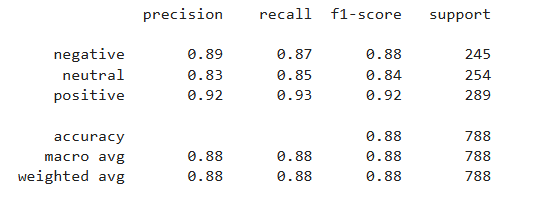 precision recall f1-score support
negative 0.89 0.87 0.88 245
neutral 0.83 0.85 0.84 254
positive 0.92 0.93 0.92 289
accuracy 0.88 788
macro avg 0.88 0.88 0.88 788
weighted avg 0.88 0.88 0.88 788